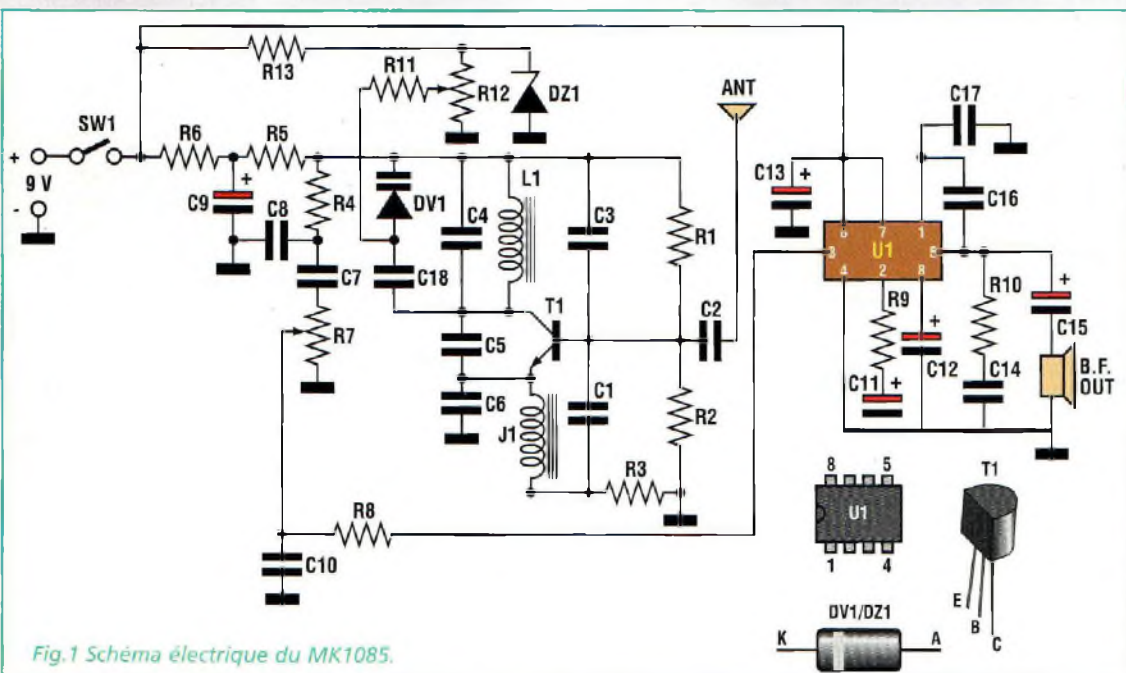 R13
R11
R12
DZ1
ANT
C17
SW1
R6
R5
L1
+
9 V
-
+
C9
C8
R4
DV1
C4
C3
R1
C13
+
C16
C7
C18
6 7 1
3 U1
4 2 8
R7
T1
C2
R9
R10
+
C15
C5
C6
C1
R2
+
C12
C11
+
C14
B.F.
OUT
J1
R3
R8
C10
8 5
U1
1 4
T1
E
B
C
DV1/DZ1
K A
Fig.1 Schéma électrique du MK1085.